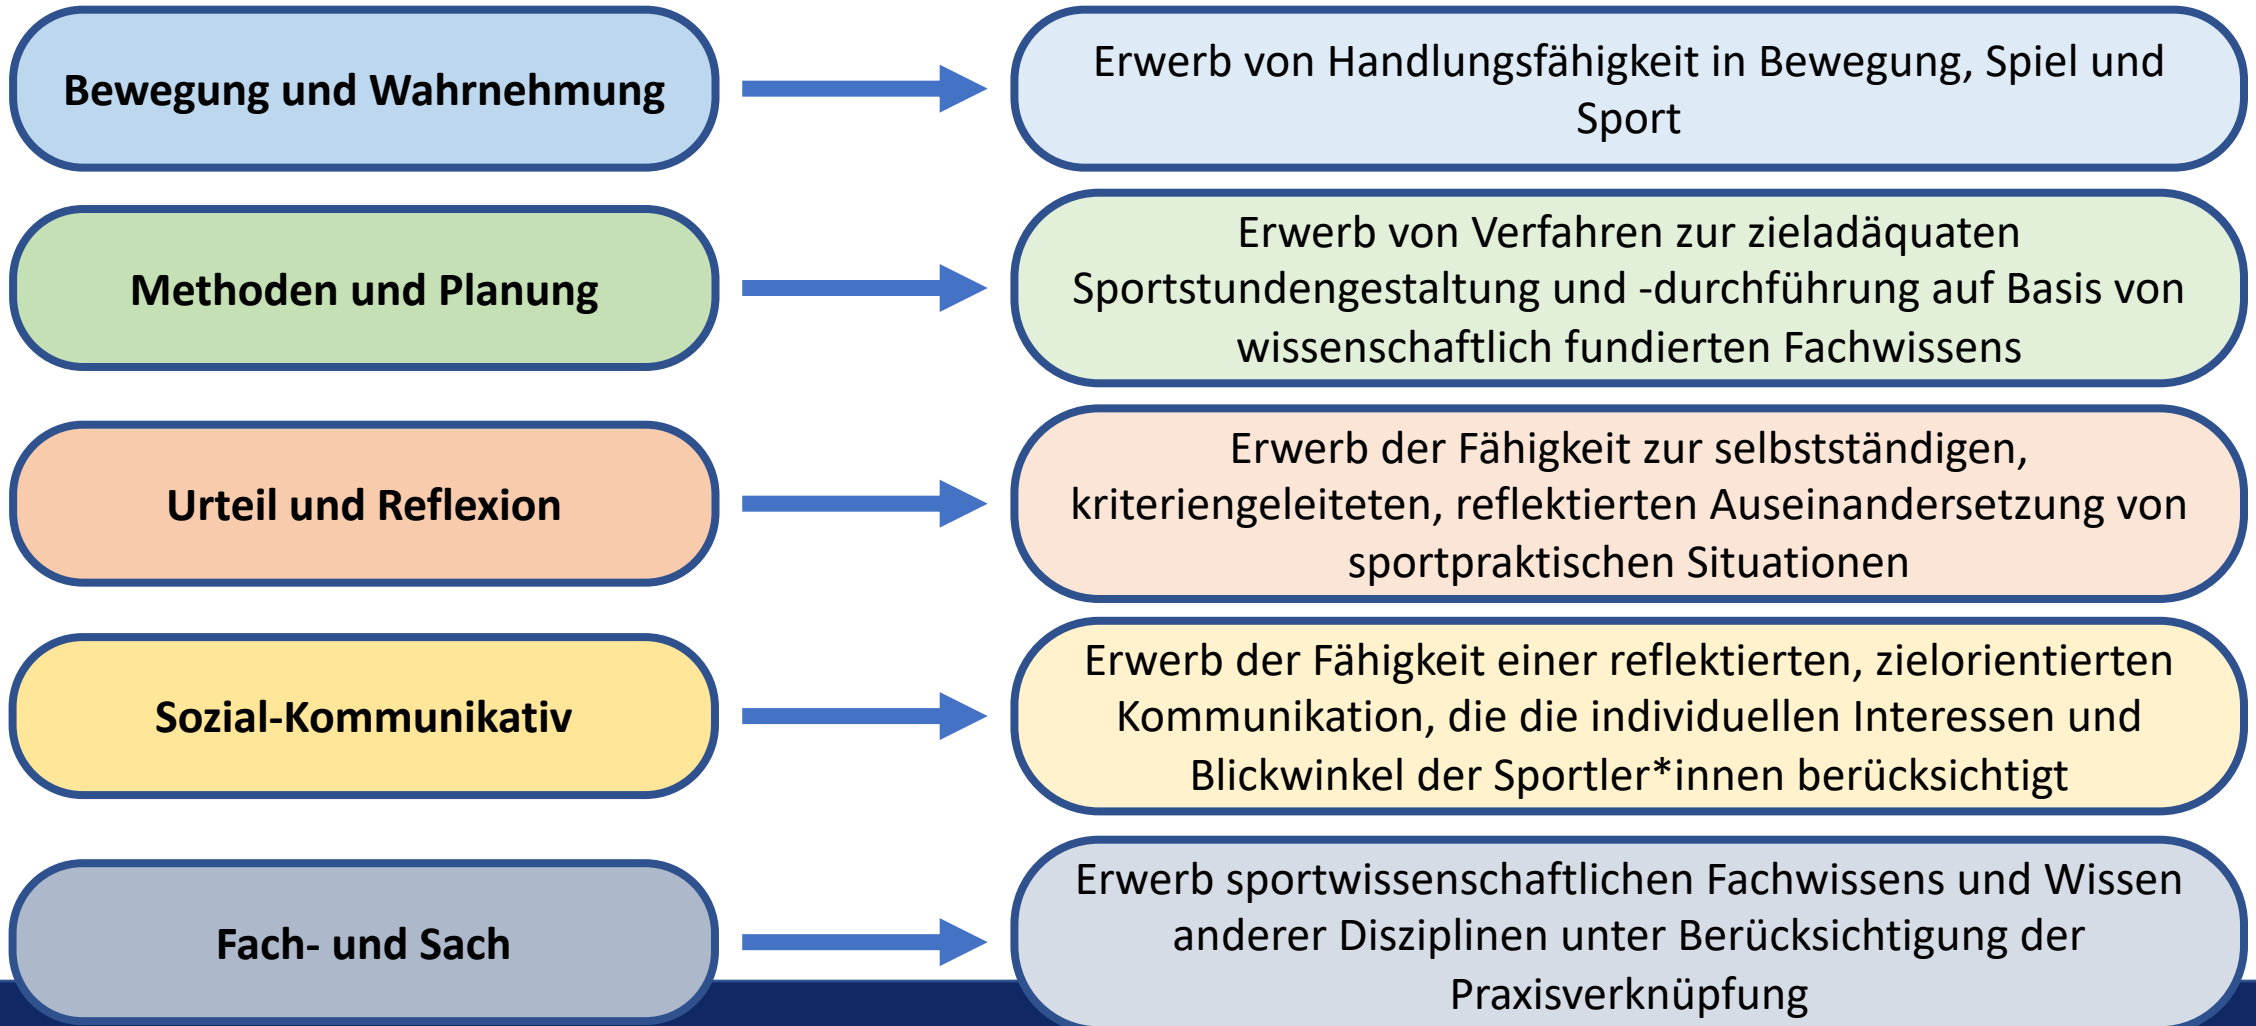 Bewegung und Wahrnehmung
Erwerb von Handlungsfähigkeit in Bewegung, Spiel und
Sport
Methoden und Planung
Erwerb von Verfahren zur zieladäquaten
Sportstundengestaltung und -durchführung auf Basis von
wissenschaftlich fundierten Fachwissens
Urteil und Reflexion
Erwerb der Fähigkeit zur selbstständigen,
kriteriengeleiteten, reflektierten Auseinandersetzung von
sportpraktischen Situationen
Sozial-Kommunikativ
Erwerb der Fähigkeit einer reflektierten, zielorientierten
Kommunikation, die die individuellen Interessen und
Blickwinkel der Sportler*innen berücksichtigt
Fach- und Sach
Erwerb sportwissenschaftlichen Fachwissens und Wissen
anderer Disziplinen unter Berücksichtigung der
Praxisverknüpfung